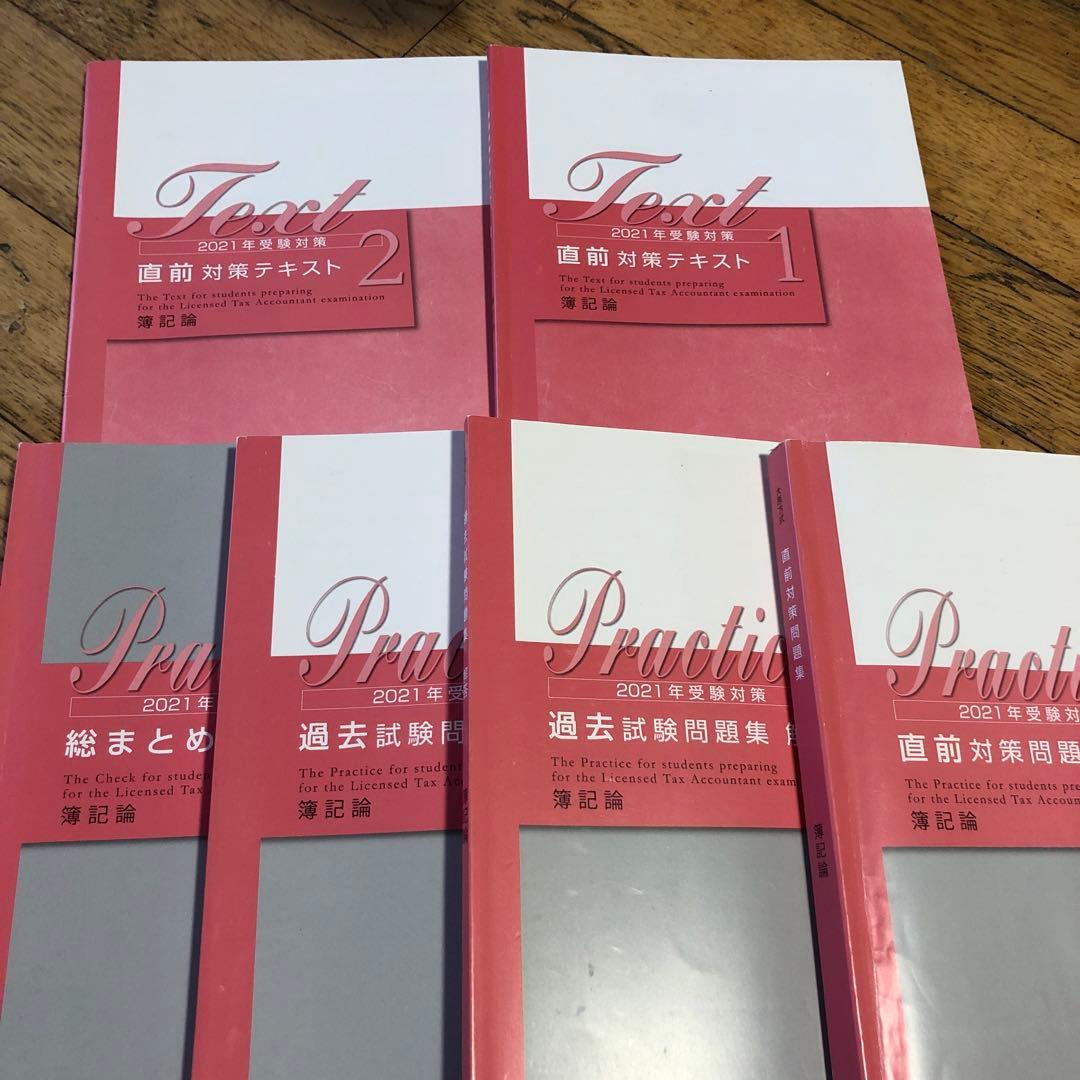 Text
2021年受験対策
直前 対策テキスト 2
The Text for students preparing
for the Licensed Tax Accountant examination
簿記論
Text
2021年受験対策
直前 対策テキスト 1
The Text for students preparing
for the Licensed Tax Accountant examination
簿記論
Pra
2021年
総まとめ
The Check for studen
for the Licensed Tax
簿記論
Prac
2021年受
過去試験問
The Practice for students
for the Licensed Tax Accou
簿記論
Practic
2021年受験対策
過去試験問題集
The Practice for students preparing
for the Licensed Tax Accountant exam
簿記論
直前対策問題集
簿記論
Practi
2021年受験対
直前 対策問題
The Practice for students pre
for the Licensed Tax Accoun
簿記論